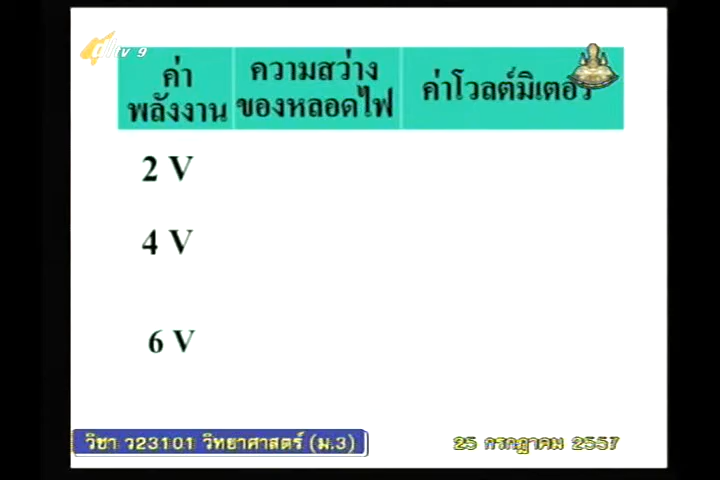 dltv 9
ค่า
พลังงาน
ความสว่าง
ของหลอดไฟ
ค่าโวลต์มิเตอร์
2 V
4 V
6 V
วิชา ว23101 วิทยาศาสตร์ (ม.3)
25 กรกฎาคม 2557